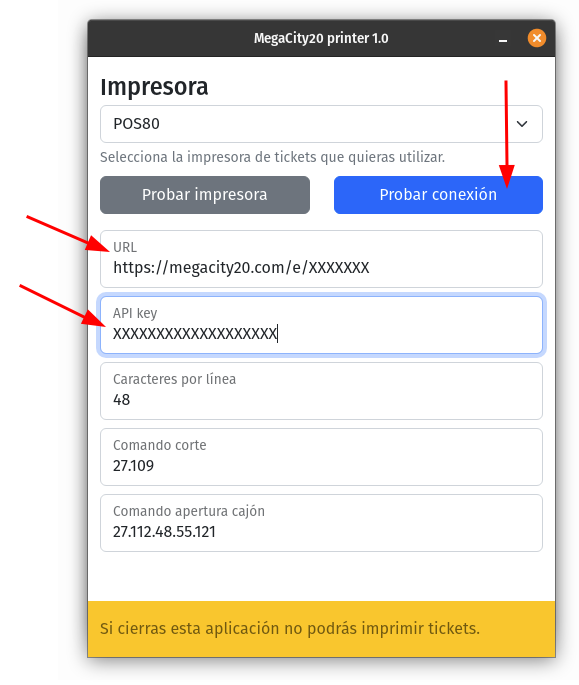 MegaCity20 printer 1.0
Impresora
POS80
Selecciona la impresora de tickets que quieras utilizar.
Probar impresora
Probar conexión
URL
https://megacity20.com/e/XXXXXXX
API key
XXXXXXXXXXXXXXXXXXX
Caracteres por línea
48
Comando corte
27.109
Comando apertura cajón
27.112.48.55.121
Si cierras esta aplicación no podrás imprimir tickets.